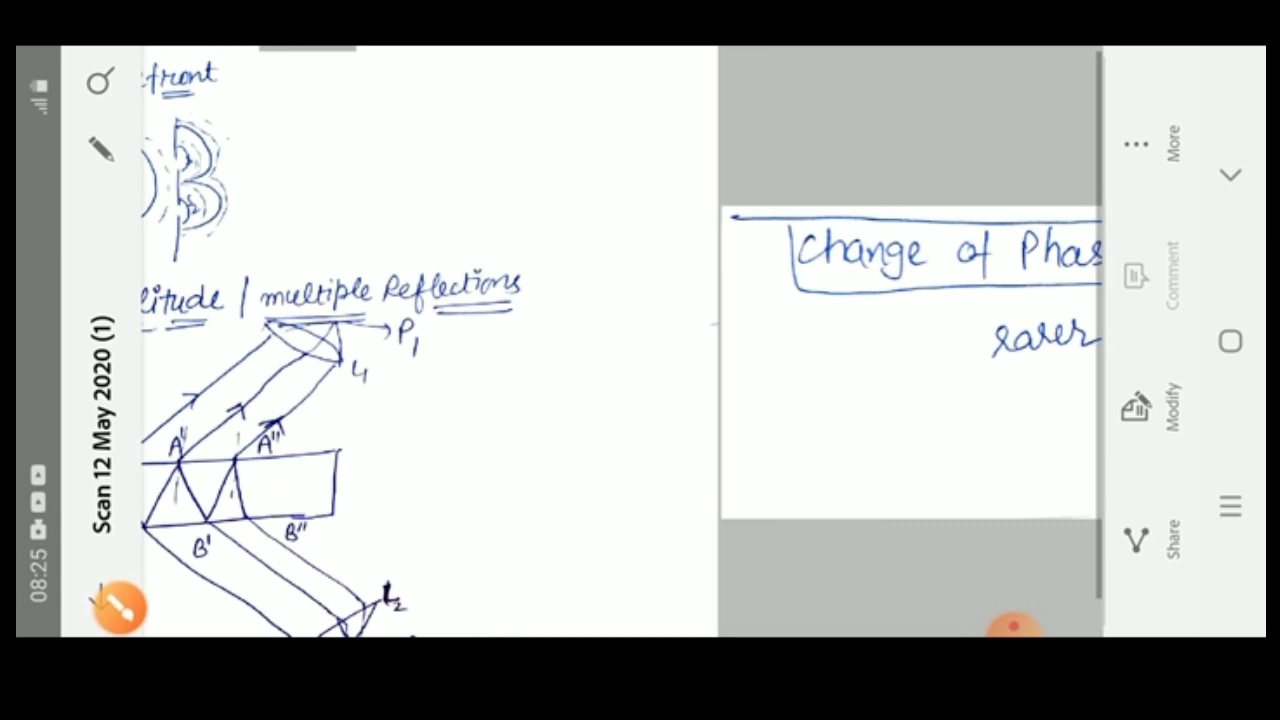 08:25
Scan 12 May 2020 (1)
front
litude / multiple Reflections
P1
A'
A"
B'
B"
L2
Change of Phas
rarer
More
Comment
Modify
Share